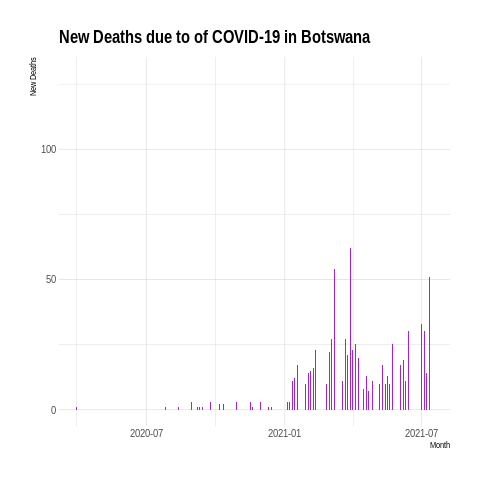 New Deaths due to of COVID-19 in Botswana
New Deaths
100
50
0
2020-07
2021-01
2021-07
Month